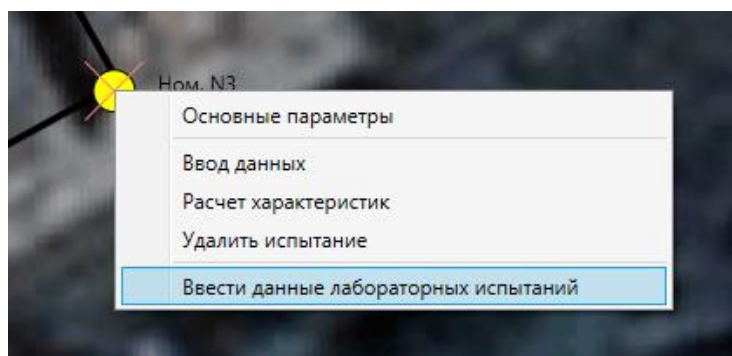 Ном. N3
Основные параметры
Ввод данных
Расчет характеристик
Удалить испытание
Ввести данные лабораторных испытаний